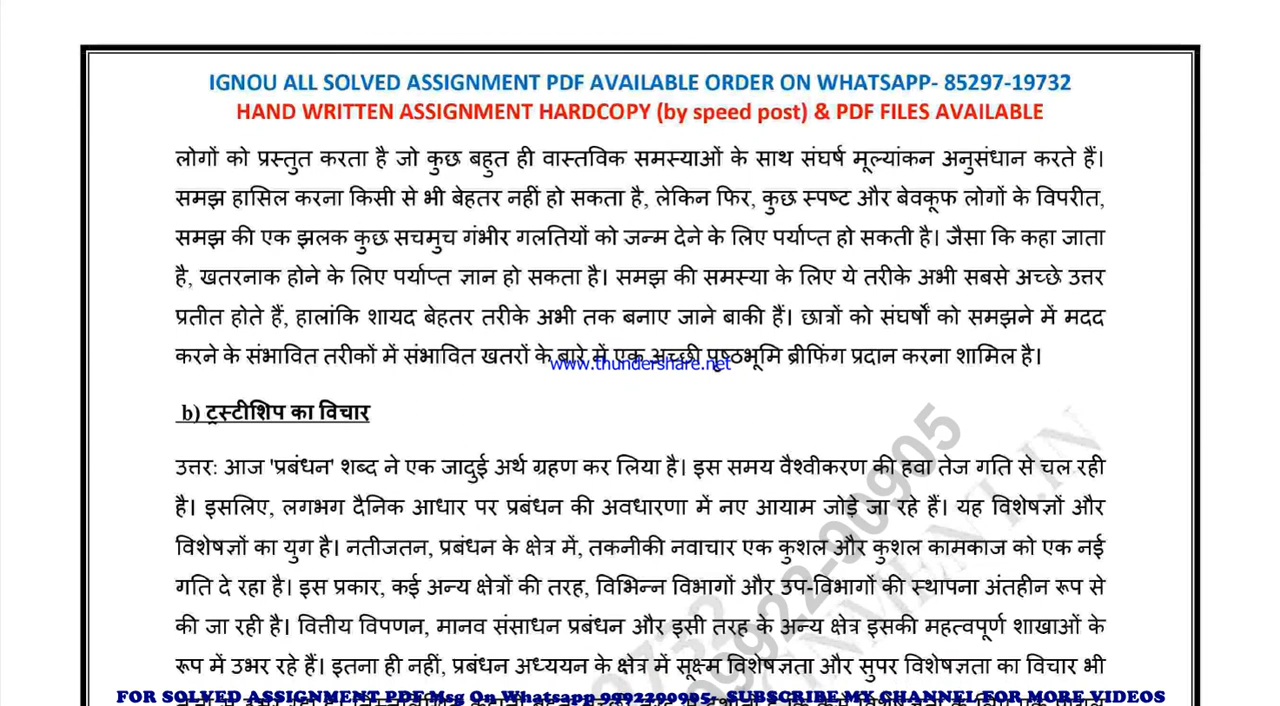 IGNOU ALL SOLVED ASSIGNMENT PDF AVAILABLE ORDER ON WHATSAPP- 85297-19732
HAND WRITTEN ASSIGNMENT HARDCOPY (by speed post) & PDF FILES AVAILABLE
लोगों को प्रस्तुत करता है जो कुछ बहुत ही वास्तविक समस्याओं के साथ संघर्ष मूल्यांकन अनुसंधान करते हैं।
समझ हासिल करना किसी से भी बेहतर नहीं हो सकता है, लेकिन फिर, कुछ स्पष्ट और बेवकूफ लोगों के विपरीत,
समझ की एक झलक कुछ सचमुच गंभीर गलतियों को जन्म देने के लिए पर्याप्त हो सकती है। जैसा कि कहा जाता
है, खतरनाक होने के लिए पर्याप्त ज्ञान हो सकता है। समझ की समस्या के लिए ये तरीके अभी सबसे अच्छे उत्तर
प्रतीत होते हैं, हालांकि शायद बेहतर तरीके अभी तक बनाए जाने बाकी हैं। छात्रों को संघर्षों को समझने में मदद
करने के संभावित तरीकों में संभावित खतरों के बारे में एक अच्छी पृष्ठभूमि ब्रीफिंग प्रदान करना शामिल है।
www.thundershare.net
b) ट्रस्टीशिप का विचार
उत्तर: आज 'प्रबंधन' शब्द ने एक जादुई अर्थ ग्रहण कर लिया है। इस समय वैश्वीकरण की हवा तेज गति से चल रही
है। इसलिए, लगभग दैनिक आधार पर प्रबंधन की अवधारणा में नए आयाम जोड़े जा रहे हैं। यह विशेषज्ञों और
विशेषज्ञों का युग है। नतीजतन, प्रबंधन के क्षेत्र में, तकनीकी नवाचार एक कुशल और कुशल कामकाज को एक नई
गति दे रहा है। इस प्रकार, कई अन्य क्षेत्रों की तरह, विभिन्न विभागों और उप-विभागों की स्थापना अंतहीन रूप से
की जा रही है। वित्तीय विपणन, मानव संसाधन प्रबंधन और इसी तरह के अन्य क्षेत्र इसकी महत्वपूर्ण शाखाओं के
रूप में उभर रहे हैं। इतना ही नहीं, प्रबंधन अध्ययन के क्षेत्र में सूक्ष्म विशेषज्ञता और सुपर विशेषज्ञता का विचार भी
FOR SOLVED ASSIGNMENT PDF Msg On Whatsapp 9992290905- SUBSCRIBE MY CHANNEL FOR MORE VIDEOS